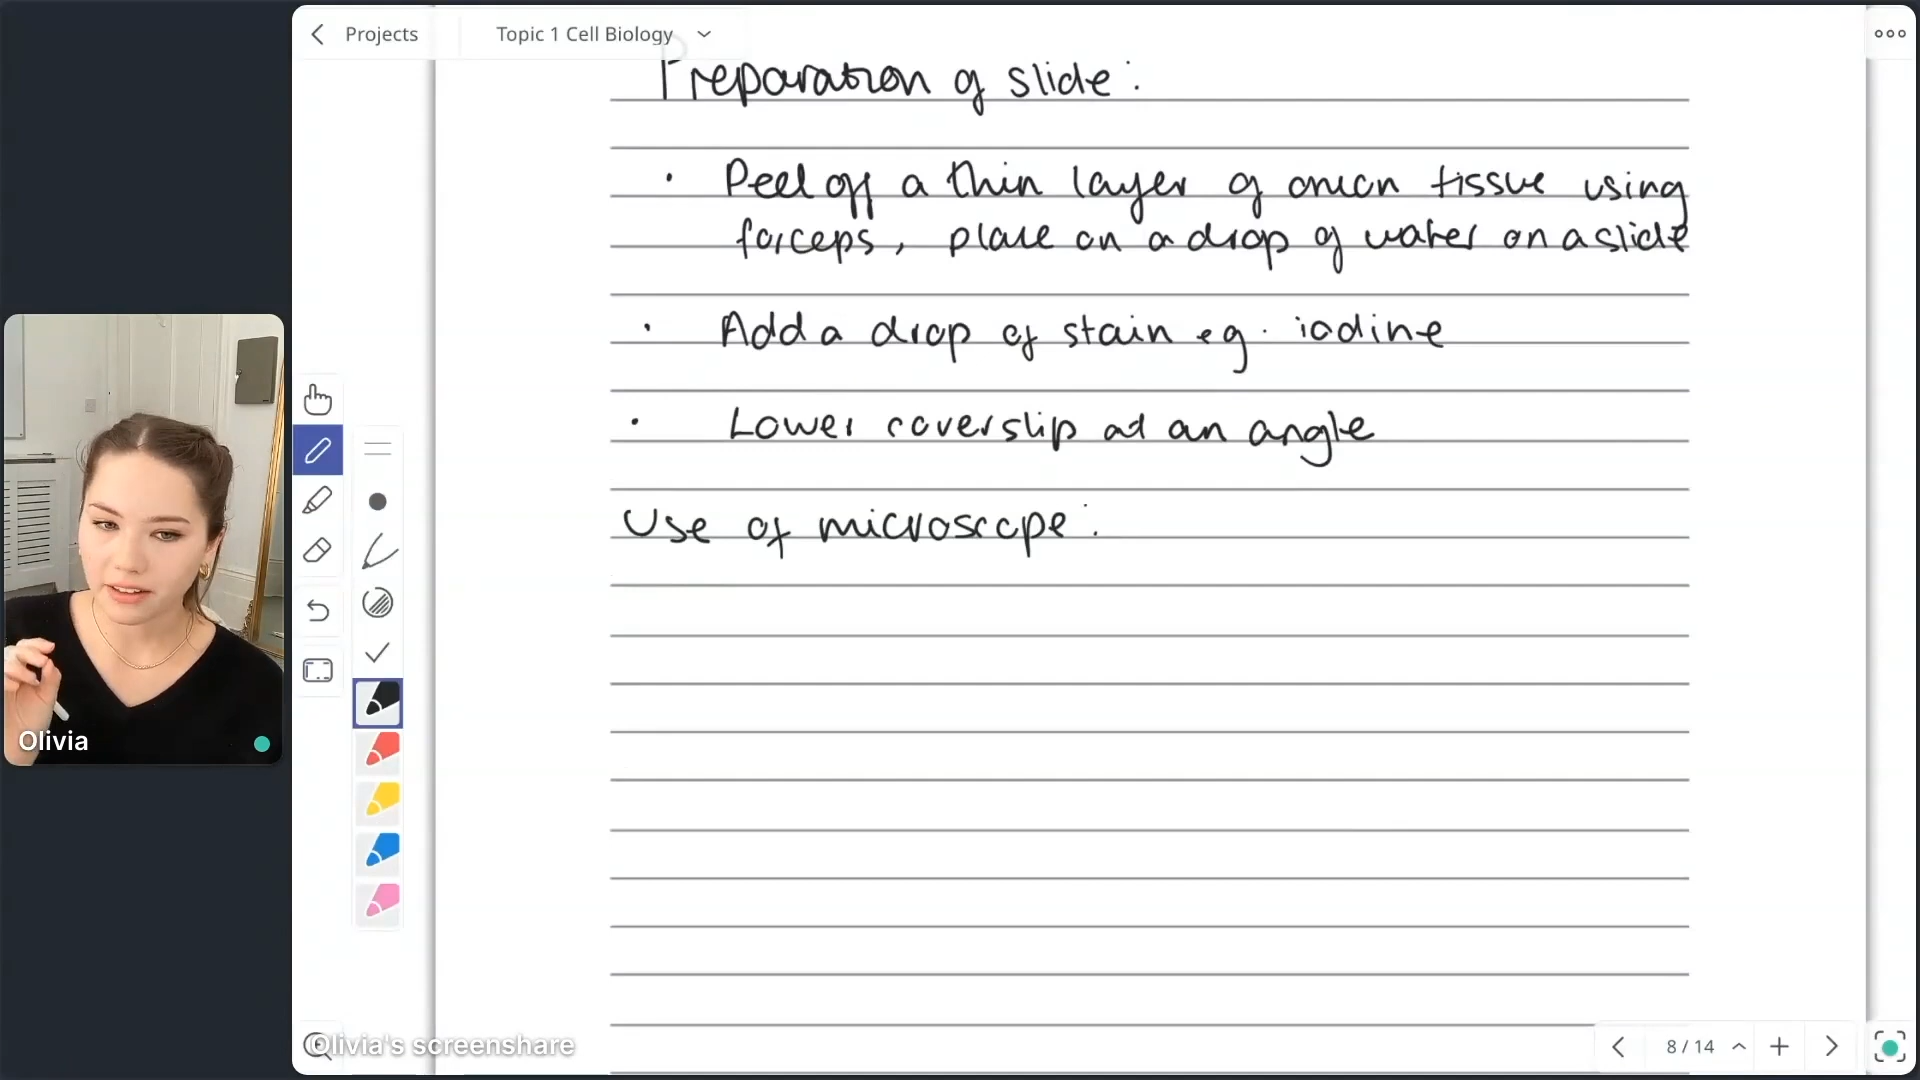 Projects
Topic 1 Cell Biology
Preparation of slide:
· Peel off a thin layer of onion tissue using
forceps, place on a drop of water on a slide
· Add a drop of stain eg. iodine
· Lower coverslip at an angle
Use of microscope:
Olivia
Olivia's screenshare
8 / 14